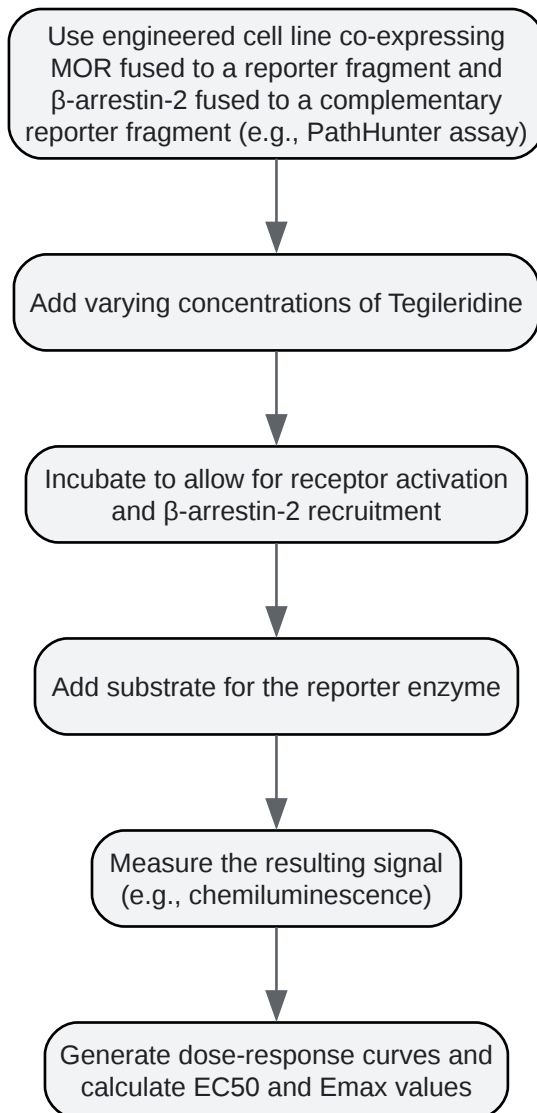 Use engineered cell line co-expressing
MOR fused to a reporter fragment and
β-arrestin-2 fused to a complementary
reporter fragment (e.g., PathHunter assay)
Add varying concentrations of Tegileridine
Incubate to allow for receptor activation
and β-arrestin-2 recruitment
Add substrate for the reporter enzyme
Measure the resulting signal
(e.g., chemiluminescence)
Generate dose-response curves and
calculate EC50 and Emax values